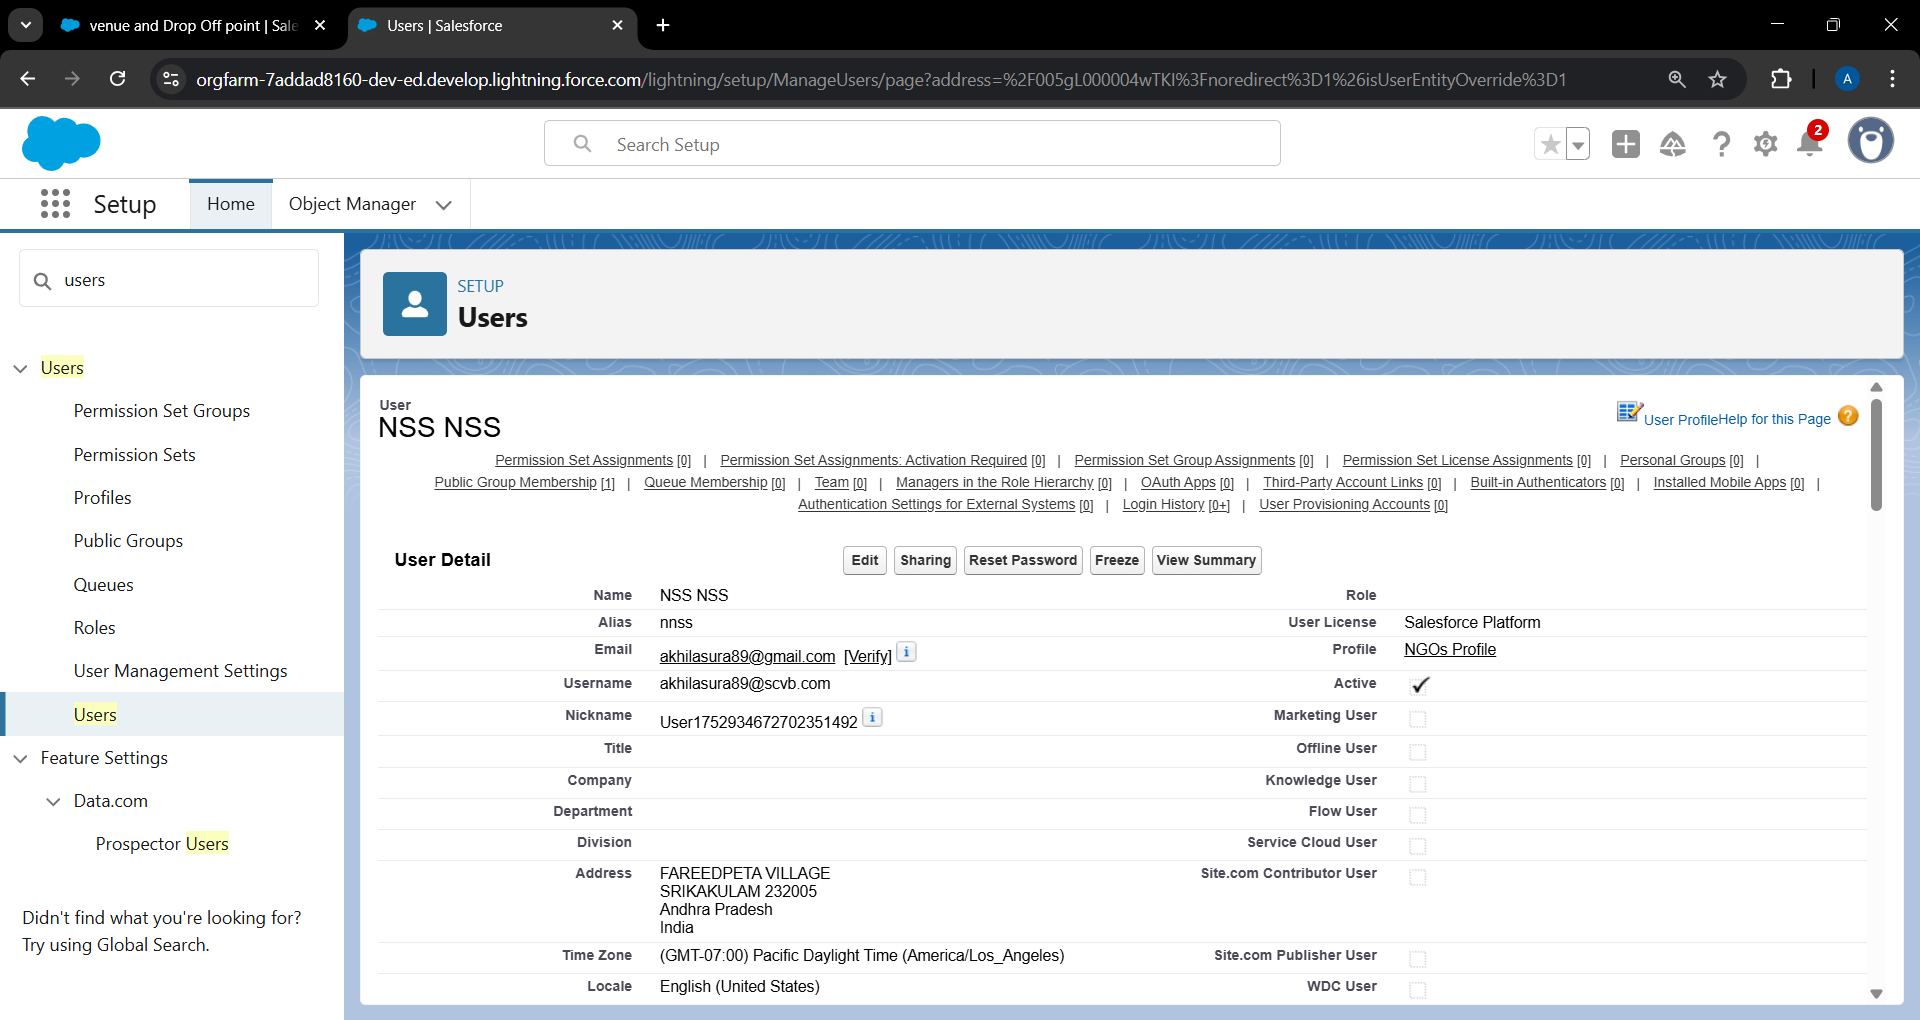 venue and Drop Off point | Sale
Users | Salesforce
orgfarm-7addad8160-dev-ed.develop.lightning.force.com/lightning/setup/ManageUsers/page?address=%2F005gL000004wTKI%3Fnoredirect%3D1%26isUserEntityOverride%3D1
A
Search Setup
2
Setup
Home
Object Manager
users
Users
Permission Set Groups
Permission Sets
Profiles
Public Groups
Queues
Roles
User Management Settings
Users
Feature Settings
Data.com
Prospector Users
Didn't find what you're looking for?
Try using Global Search.
SETUP
Users
User
NSS NSS
User Profile Help for this Page ?
Permission Set Assignments [0] | Permission Set Assignments: Activation Required [0] | Permission Set Group Assignments [0] | Permission Set License Assignments [0] | Personal Groups [0] |
Public Group Membership [1] | Queue Membership [0] | Team [0] | Managers in the Role Hierarchy [0] | OAuth Apps [0] | Third-Party Account Links [0] | Built-in Authenticators [0] | Installed Mobile Apps [0] |
Authentication Settings for External Systems [0] | Login History [0+] | User Provisioning Accounts [0]
User Detail
Edit Sharing Reset Password Freeze View Summary
Name NSS NSS Role
Alias nnss User License Salesforce Platform
Email akhilasura89@gmail.com [Verify] i Profile NGOs Profile
Username akhilasura89@scvb.com Active
Nickname User1752934672702351492 i Marketing User
Title Offline User
Company Knowledge User
Department Flow User
Division Service Cloud User
Address FAREEDPETA VILLAGE Site.com Contributor User
SRIKAKULAM 232005
Andhra Pradesh
India
Time Zone (GMT-07:00) Pacific Daylight Time (America/Los_Angeles) Site.com Publisher User
Locale English (United States) WDC User